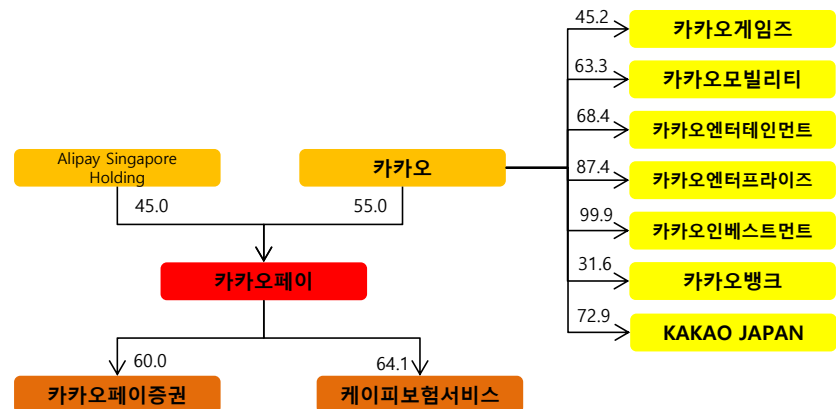 45.2
카카오게임즈
63.3
카카오모빌리티
68.4
카카오엔터테인먼트
Alipay Singapore
Holding
카카오
87.4
카카오엔터프라이즈
45.0
55.0
99.9
카카오인베스트먼트
카카오페이
31.6
카카오뱅크
72.9
KAKAO JAPAN
60.0
64.1
카카오페이증권
케이피보험서비스